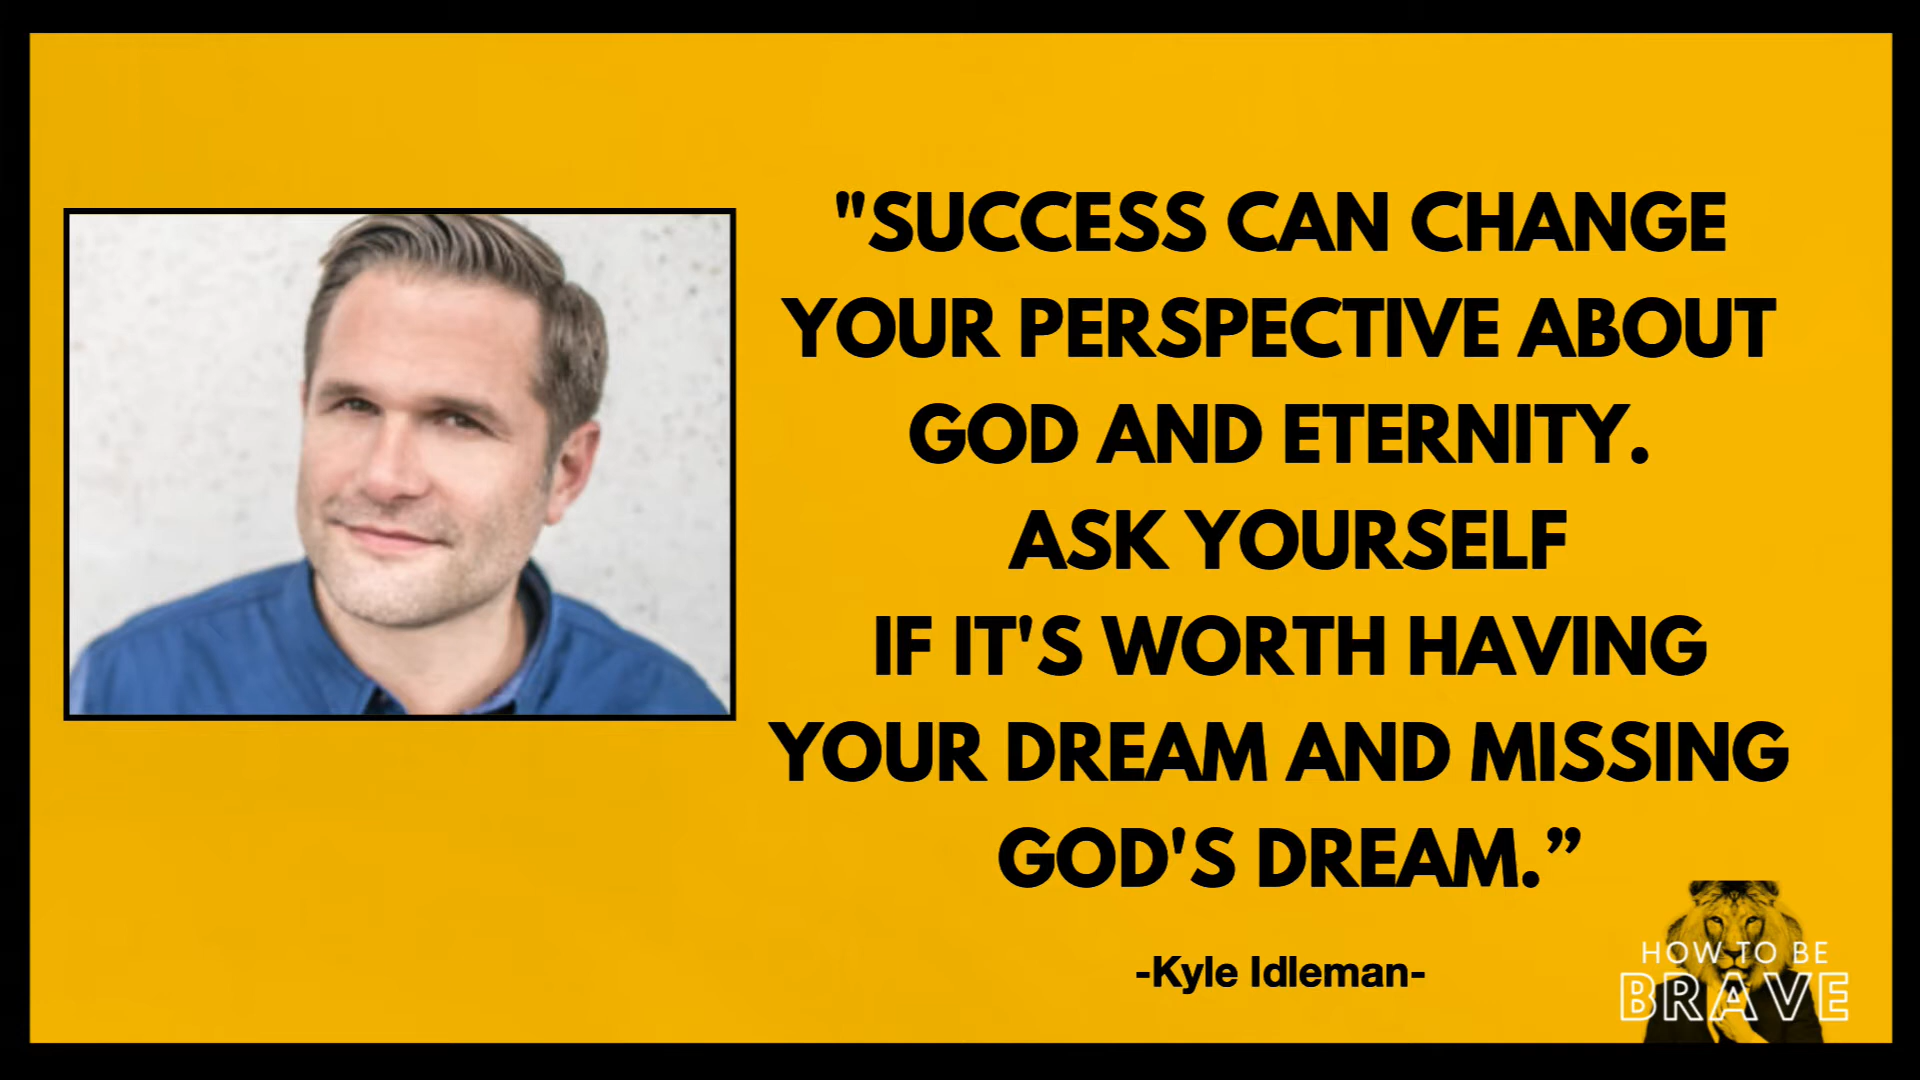 "SUCCESS CAN CHANGE
YOUR PERSPECTIVE ABOUT
GOD AND ETERNITY.
ASK YOURSELF
IF IT'S WORTH HAVING
YOUR DREAM AND MISSING
GOD'S DREAM.”
-Kyle Idleman-
HOW TO BE
BRAVE